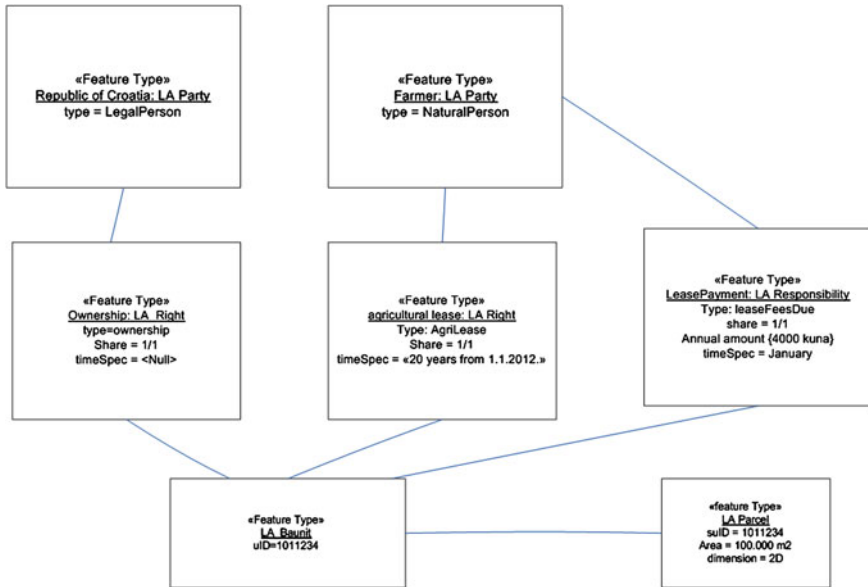 «Feature Type»
Republic of Croatia: LA Party
type = LegalPerson
«Feature Type»
Farmer: LA Party
type = NaturalPerson
«Feature Type»
Ownership: LA_Right
type=ownership
Share = 1/1
timeSpec = <Null>
«Feature Type»
agricultural lease: LA Right
Type: AgriLease
Share = 1/1
timeSpec = «20 years from 1.1.2012.»
«Feature Type»
LeasePayment: LA Responsibility
Type: leaseFeesDue
share = 1/1
Annual amount {4000 kuna}
timeSpec = January
«Feature Type»
LA_Baunit
uID=1011234
«feature Type»
LA Parcel
suID = 1011234
Area = 100.000 m2
dimension = 2D